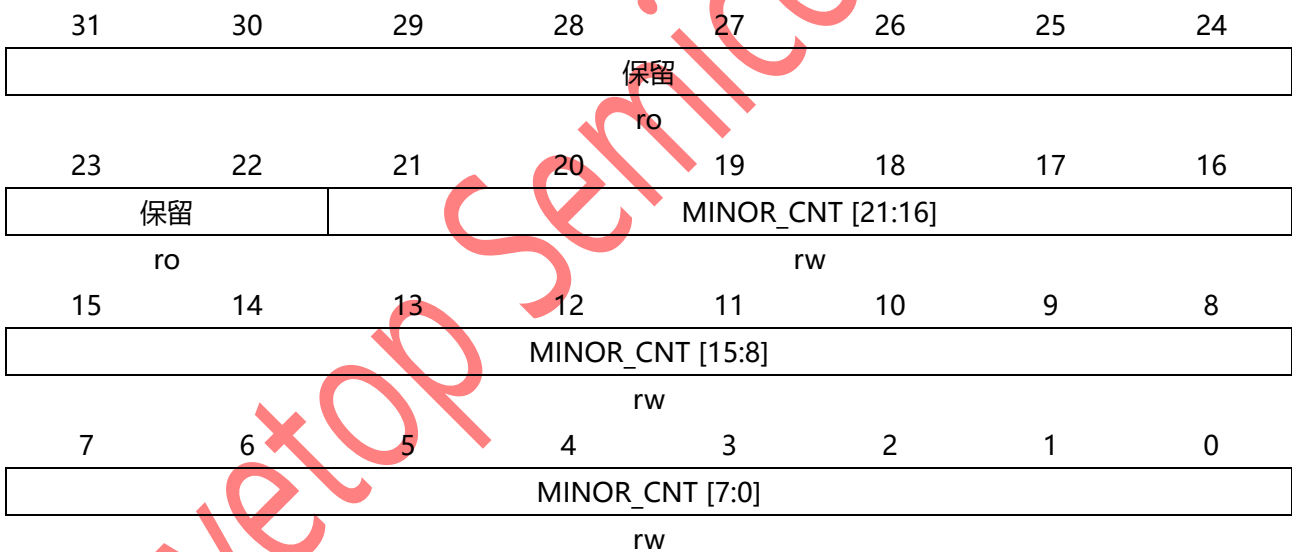 31 30 29 28 27 26 25 24
保留
ro
23 22 21 20 19 18 17 16
保留 MINOR_CNT [21:16]
ro rw
15 14 13 12 11 10 9 8
MINOR_CNT [15:8]
rw
7 6 5 4 3 2 1 0
MINOR_CNT [7:0]
rw